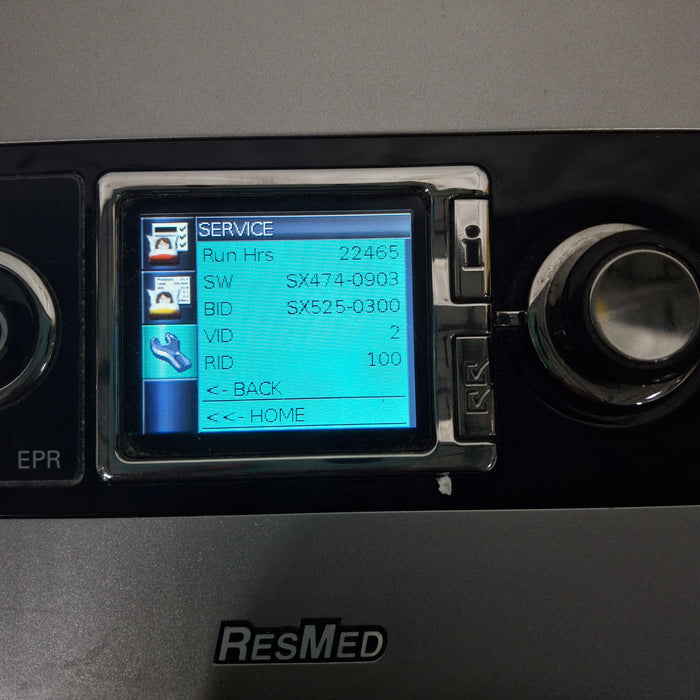 SERVICE
Run Hrs 22465
SW SX474-0903
BID SX525-0300
VID 2
RID 100
<- BACK
<<- HOME
EPR
RESMED